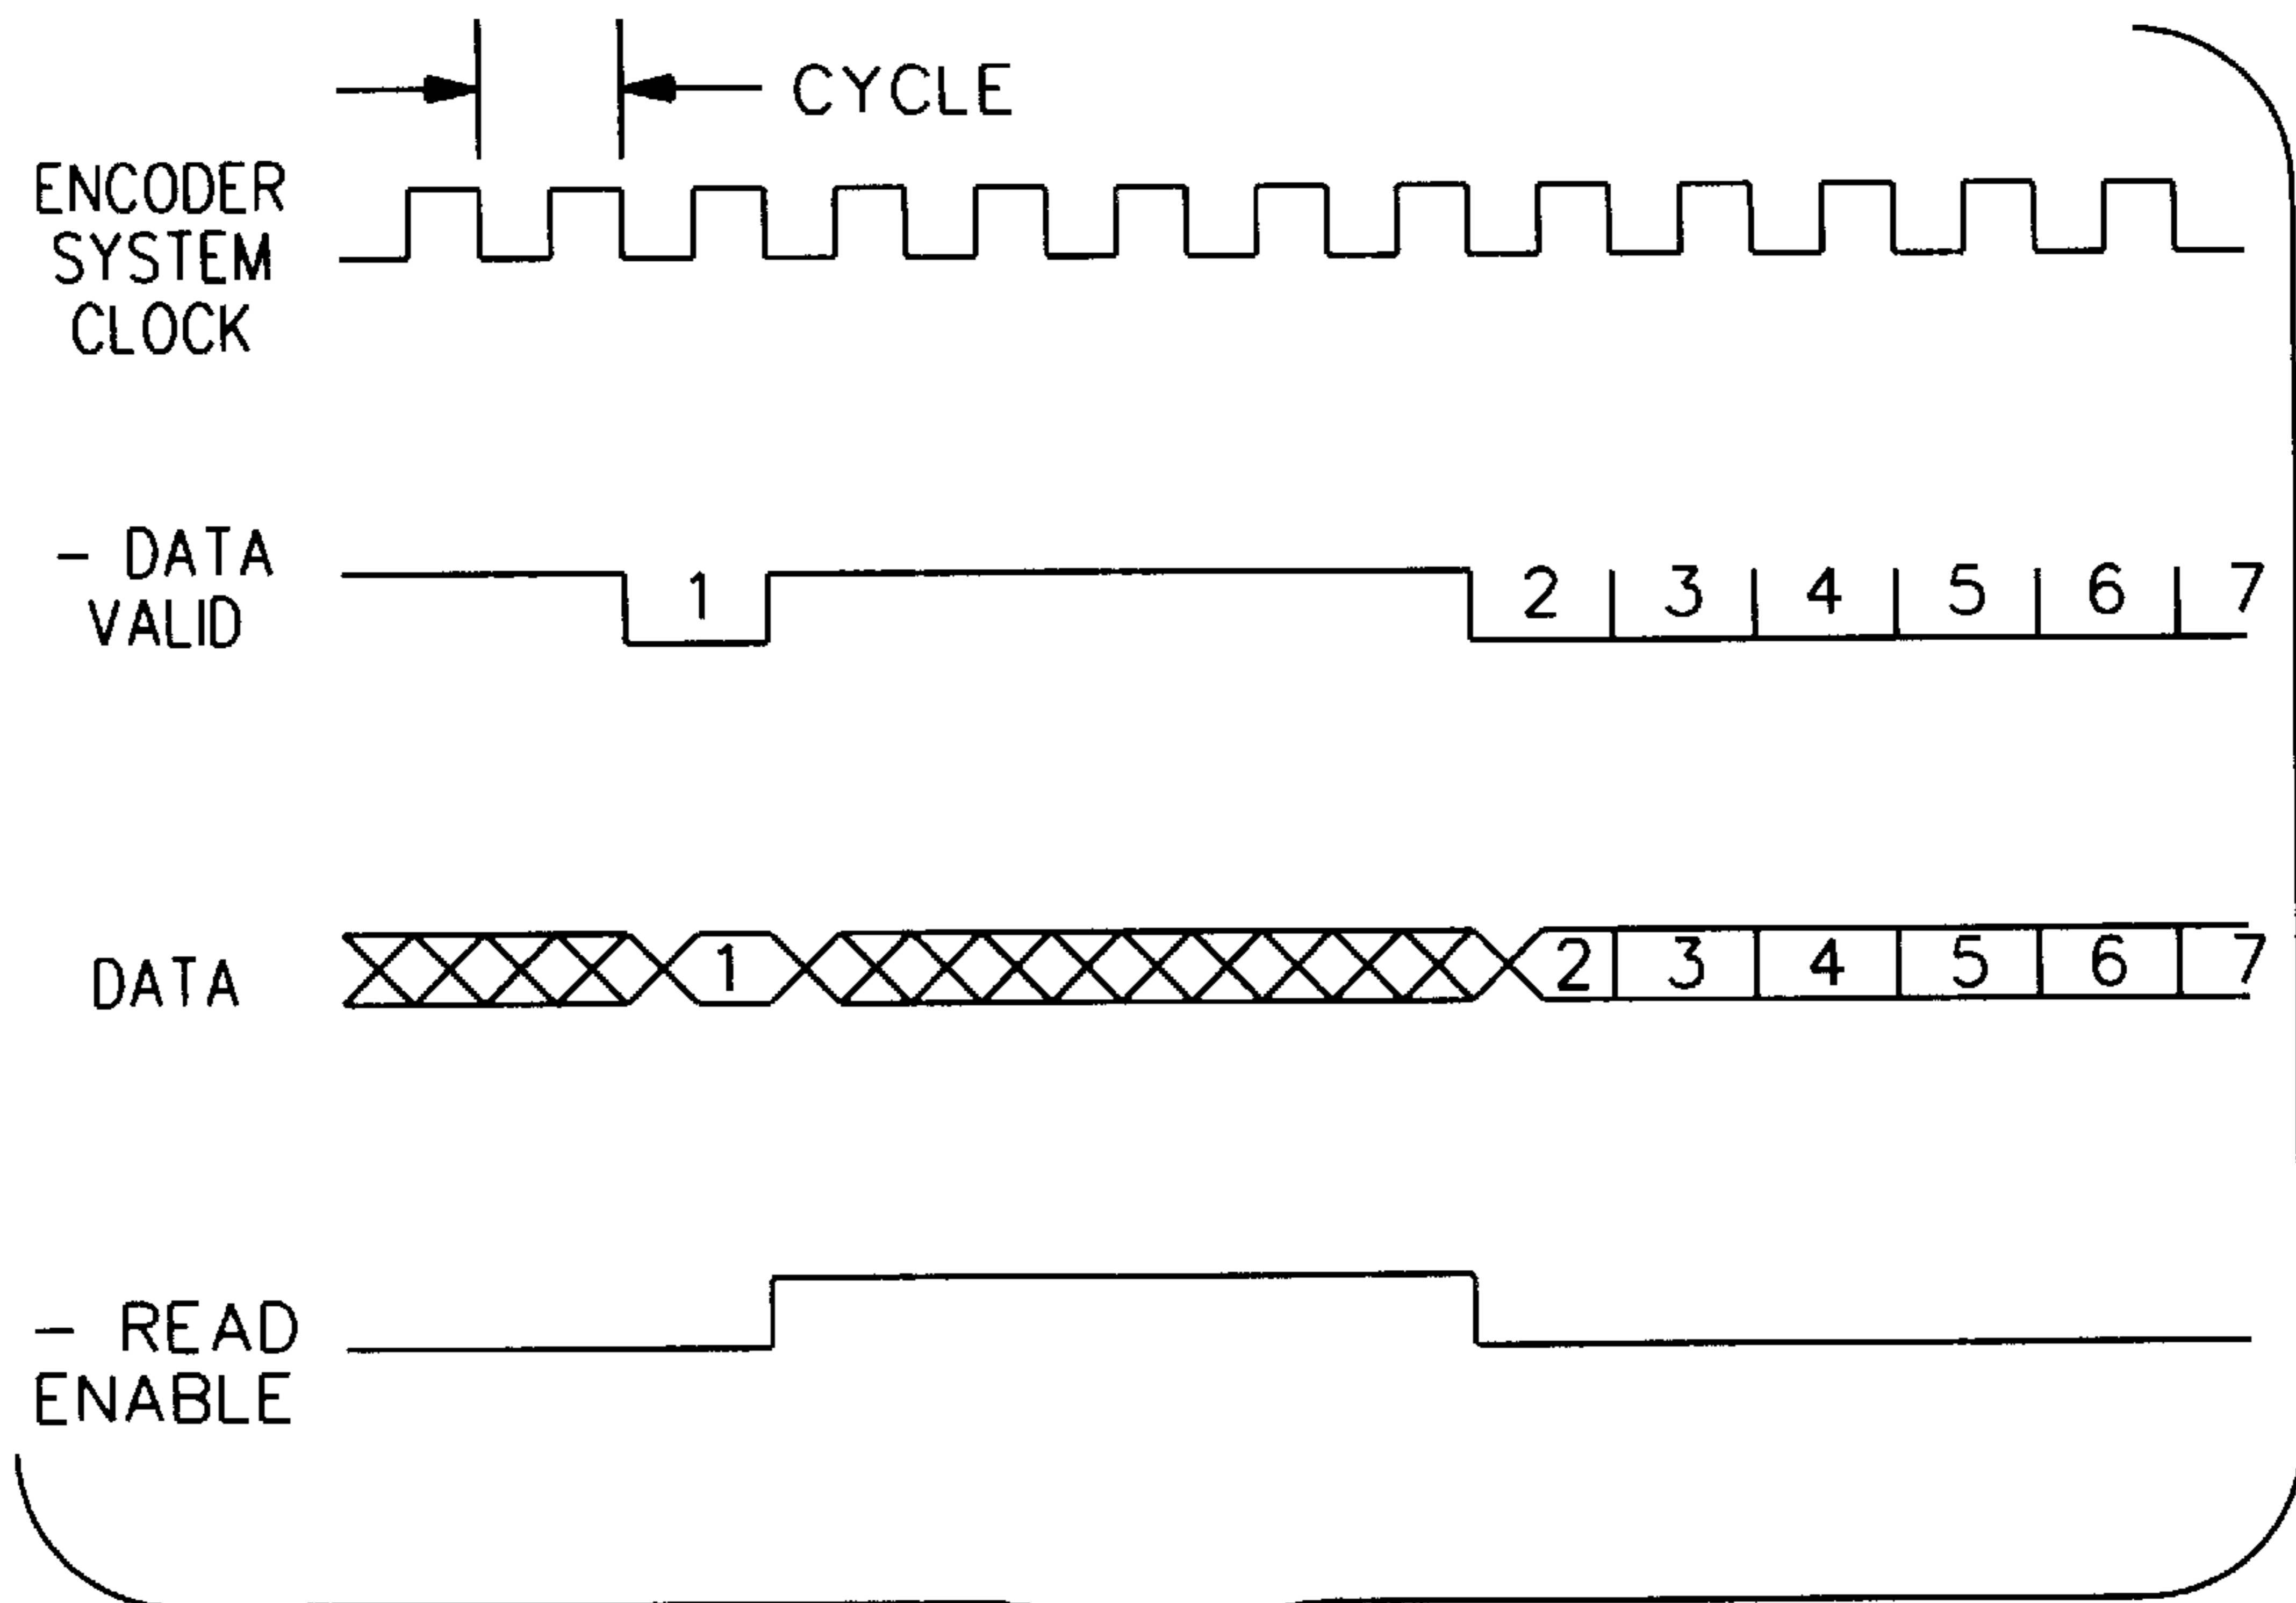 CYCLE
ENCODER
SYSTEM
CLOCK
- DATA
VALID
1 2 3 4 5 6 7
DATA
1 2 3 4 5 6 7
- READ
ENABLE